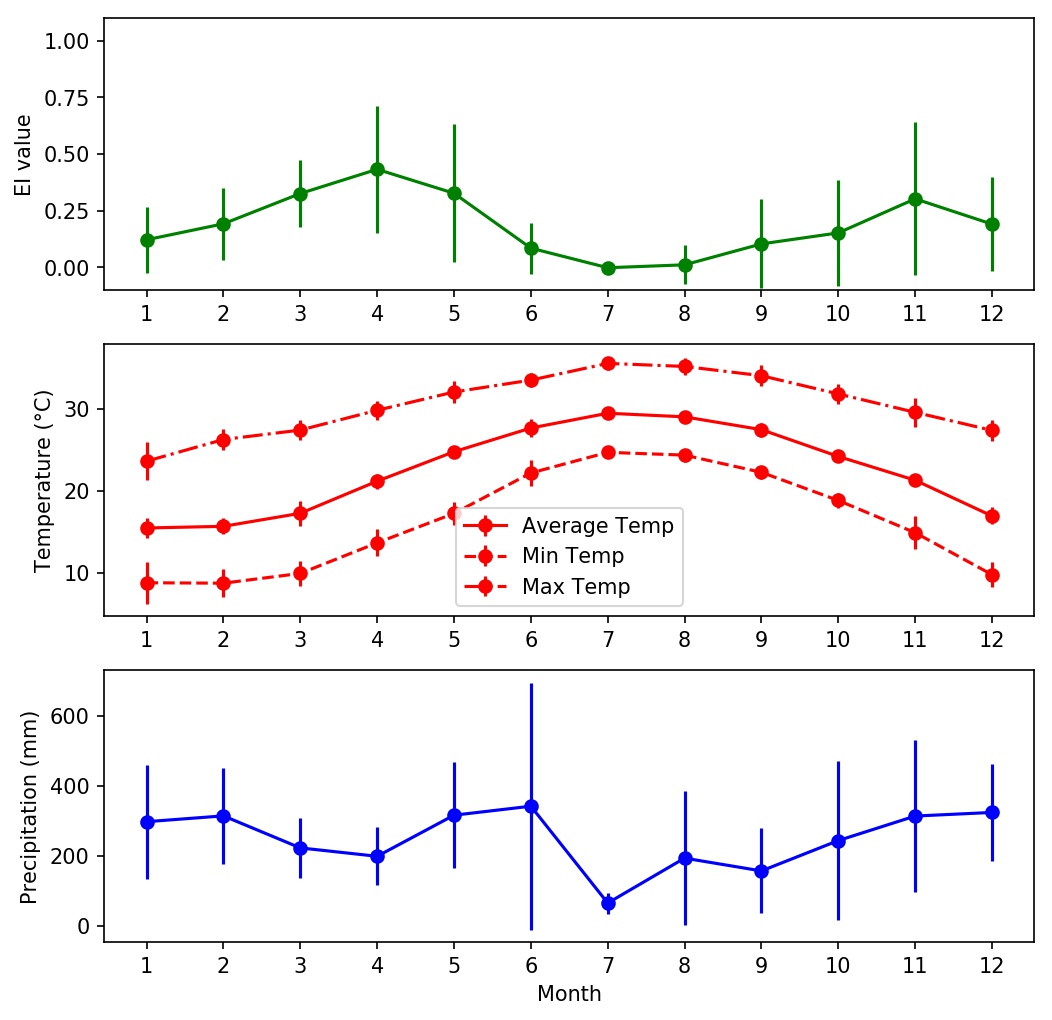 1.00
0.75
0.50
0.25
0.00
EI value
1 2 3 4 5 6 7 8 9 10 11 12
30
20
10
Temperature (°C)
Average Temp
Min Temp
Max Temp
1 2 3 4 5 6 7 8 9 10 11 12
600
400
200
0
Precipitation (mm)
1 2 3 4 5 6 7 8 9 10 11 12
Month